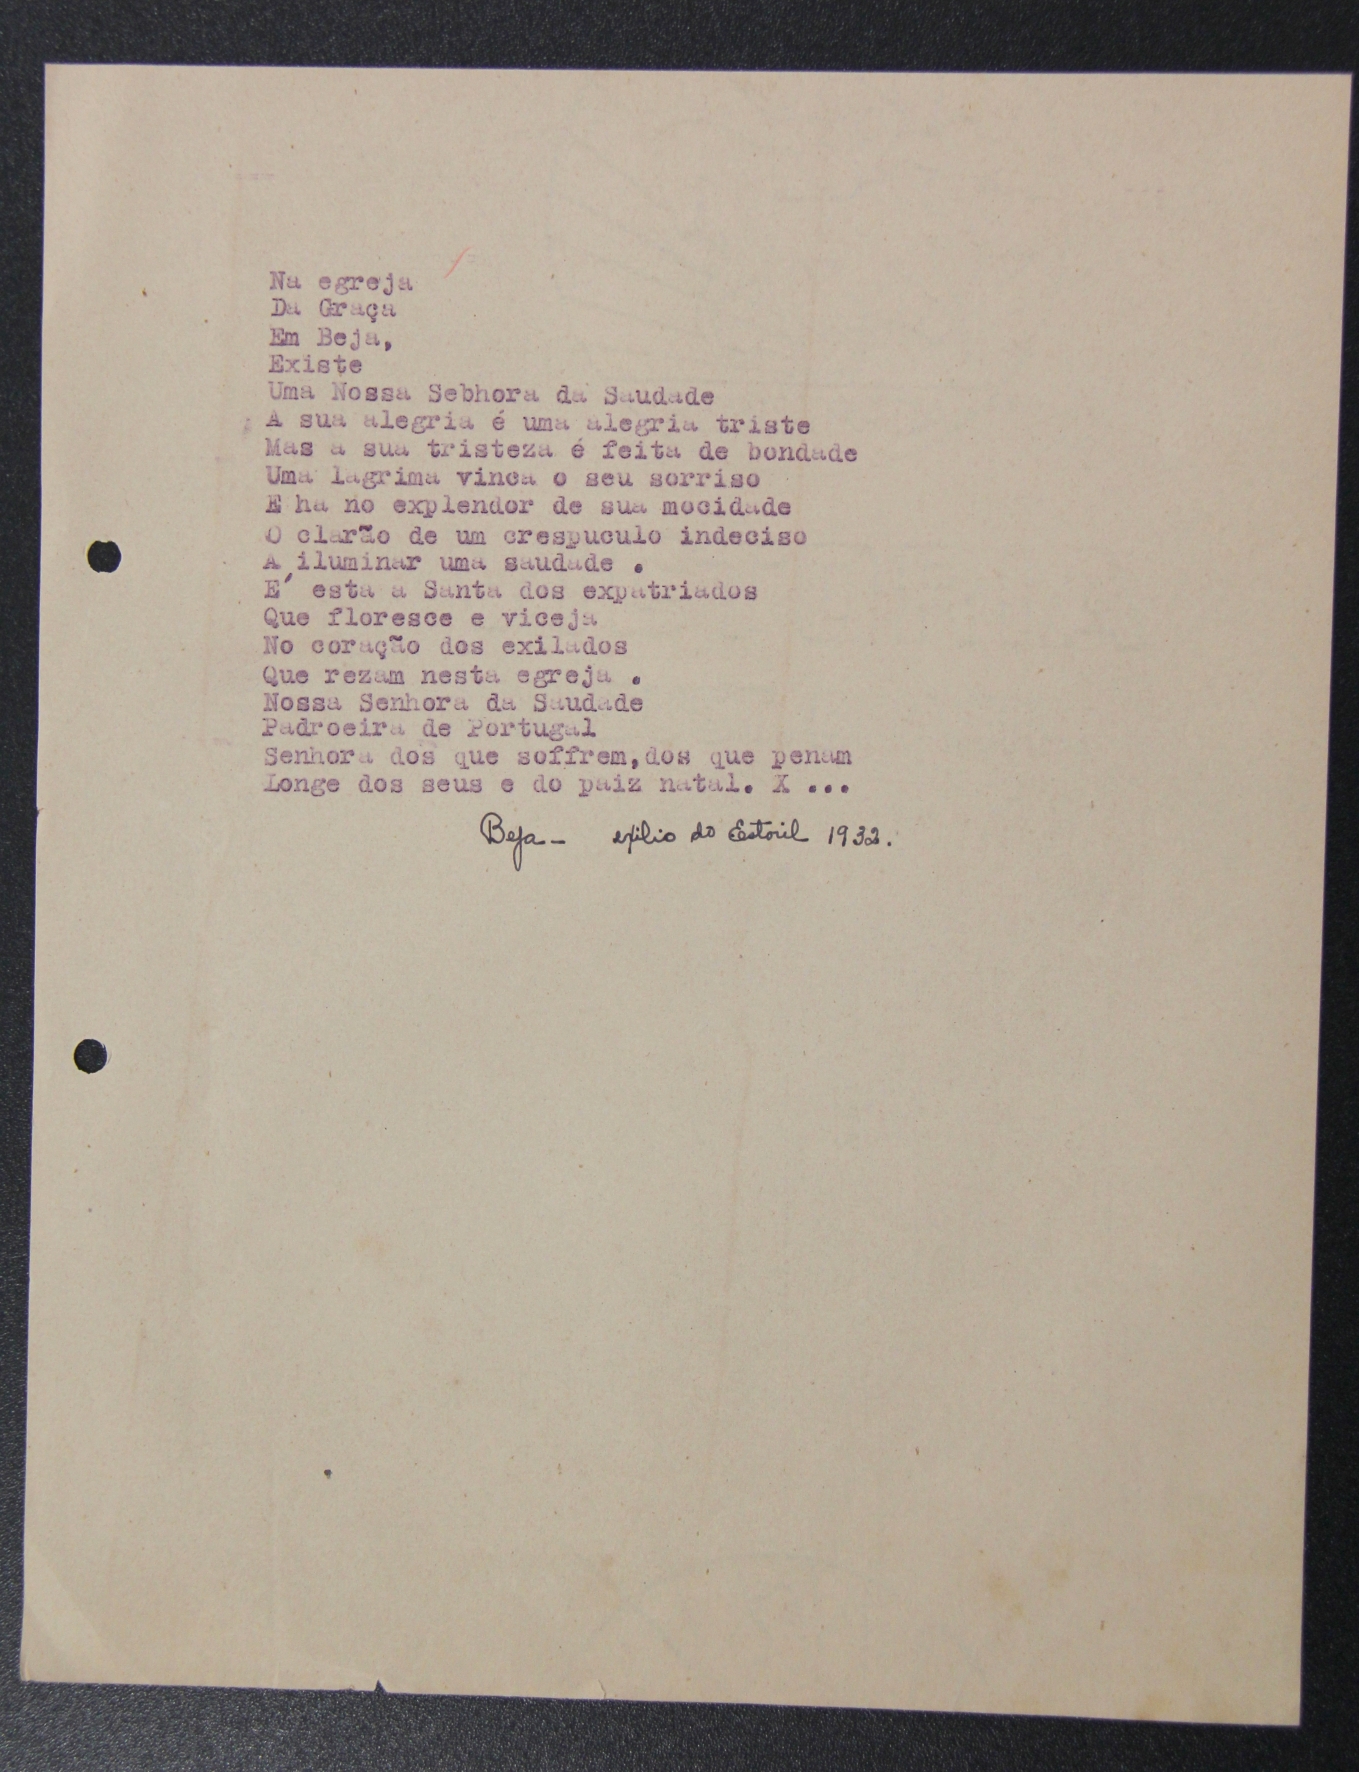 Na egreja
Da Graça
Em Beja,
Existe
Uma Nossa Sebhora da Saudade
A sua alegria é uma alegria triste
Mas a sua tristeza é feita de bondade
Uma lagrima vinca o seu sorriso
E ha no explendor de sua mocidade
O clarão de um crespuculo indeciso
A iluminar uma saudade .
E' esta a Santa dos expatriados
Que floresce e viceja
No coração dos exilados
Que rezam nesta egreja .
Nossa Senhora da Saudade
Padroeira de Portugal
Senhora dos que soffrem,dos que penam
Longe dos seus e do paiz natal. X ...
Beja - exilio do Estoril 1932.